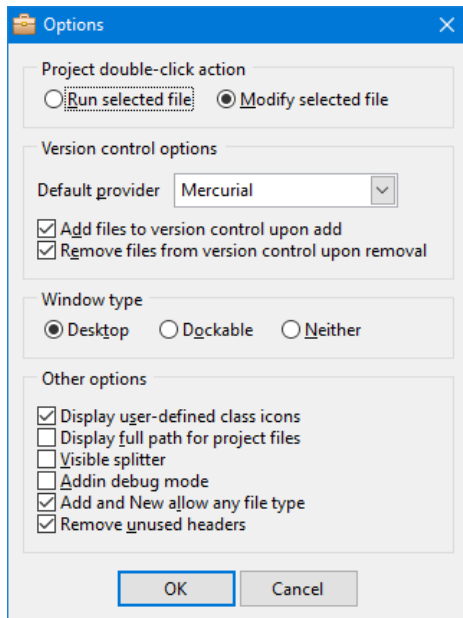 Options
Project double-click action
Run selected file Modify selected file
Version control options
Default provider Mercurial
Add files to version control upon add
Remove files from version control upon removal
Window type
Desktop Dockable Neither
Other options
Display user-defined class icons
Display full path for project files
Visible splitter
Addin debug mode
Add and New allow any file type
Remove unused headers
OK Cancel